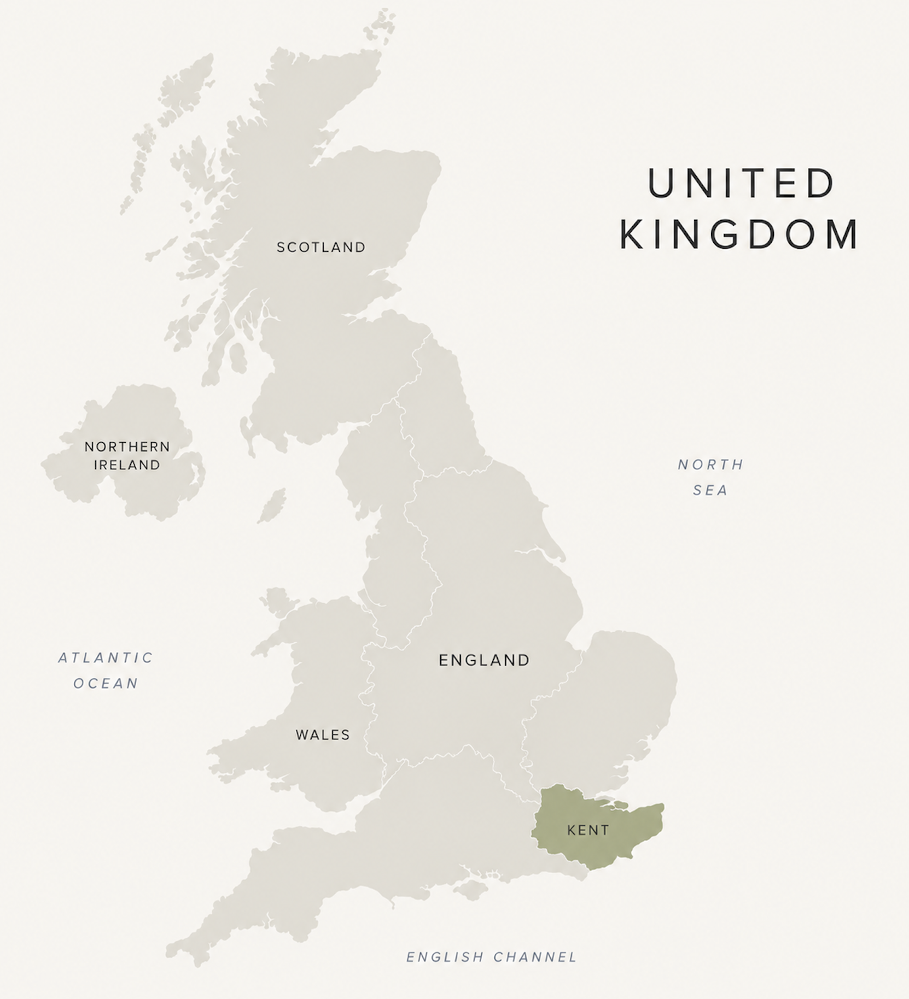 UNITED
KINGDOM
SCOTLAND
NORTHERN
IRELAND
NORTH
SEA
ATLANTIC
OCEAN
ENGLAND
WALES
KENT
ENGLISH CHANNEL